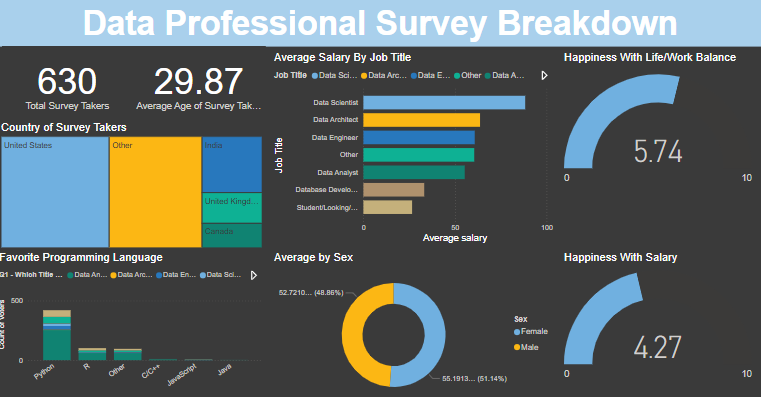 Data Professional Survey Breakdown
630
Total Survey Takers
29.87
Average Age of Survey Tak...
Country of Survey Takers
United States
Other
India
United Kingd...
Canada
Average Salary By Job Title
Job Title
Data Sci...
Data Arc...
Data E...
Other
Data A...
Job Title
Data Scientist
Data Architect
Data Engineer
Other
Data Analyst
Database Develo...
Student/Looking/...
0
50
100
Average salary
Happiness With Life/Work Balance
5.74
0
10
Favorite Programming Language
Q1 - Which Title ...
Data An...
Data Arc...
Data En...
Data Sci...
Count of Voters
500
0
Python
R
Other
C/C++
JavaScript
Java
Average by Sex
52.7210... (48.86%)
55.1913... (51.14%)
Sex
Female
Male
Happiness With Salary
4.27
0
10